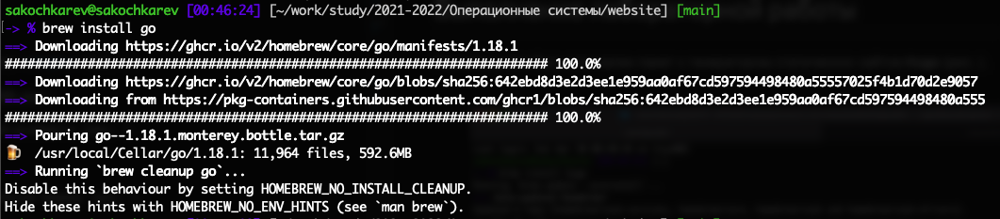 sakochkarev@sakochkarev [00:46:24] [~/work/study/2021-2022/Операционные системы/website] [main]
-> % brew install go
==> Downloading https://ghcr.io/v2/homebrew/core/go/manifests/1.18.1
######################################################################## 100.0%
==> Downloading https://ghcr.io/v2/homebrew/core/go/blobs/sha256:642ebd8d3e2d3ee1e959aa0af67cd597594498480a55557025f4b1d70d2e9057
==> Downloading from https://pkg-containers.githubusercontent.com/ghcr1/blobs/sha256:642ebd8d3e2d3ee1e959aa0af67cd597594498480a555
######################################################################## 100.0%
==> Pouring go--1.18.1.monterey.bottle.tar.gz
🍺 /usr/local/Cellar/go/1.18.1: 11,964 files, 592.6MB
==> Running `brew cleanup go`...
Disable this behaviour by setting HOMEBREW_NO_INSTALL_CLEANUP.
Hide these hints with HOMEBREW_NO_ENV_HINTS (see `man brew`).